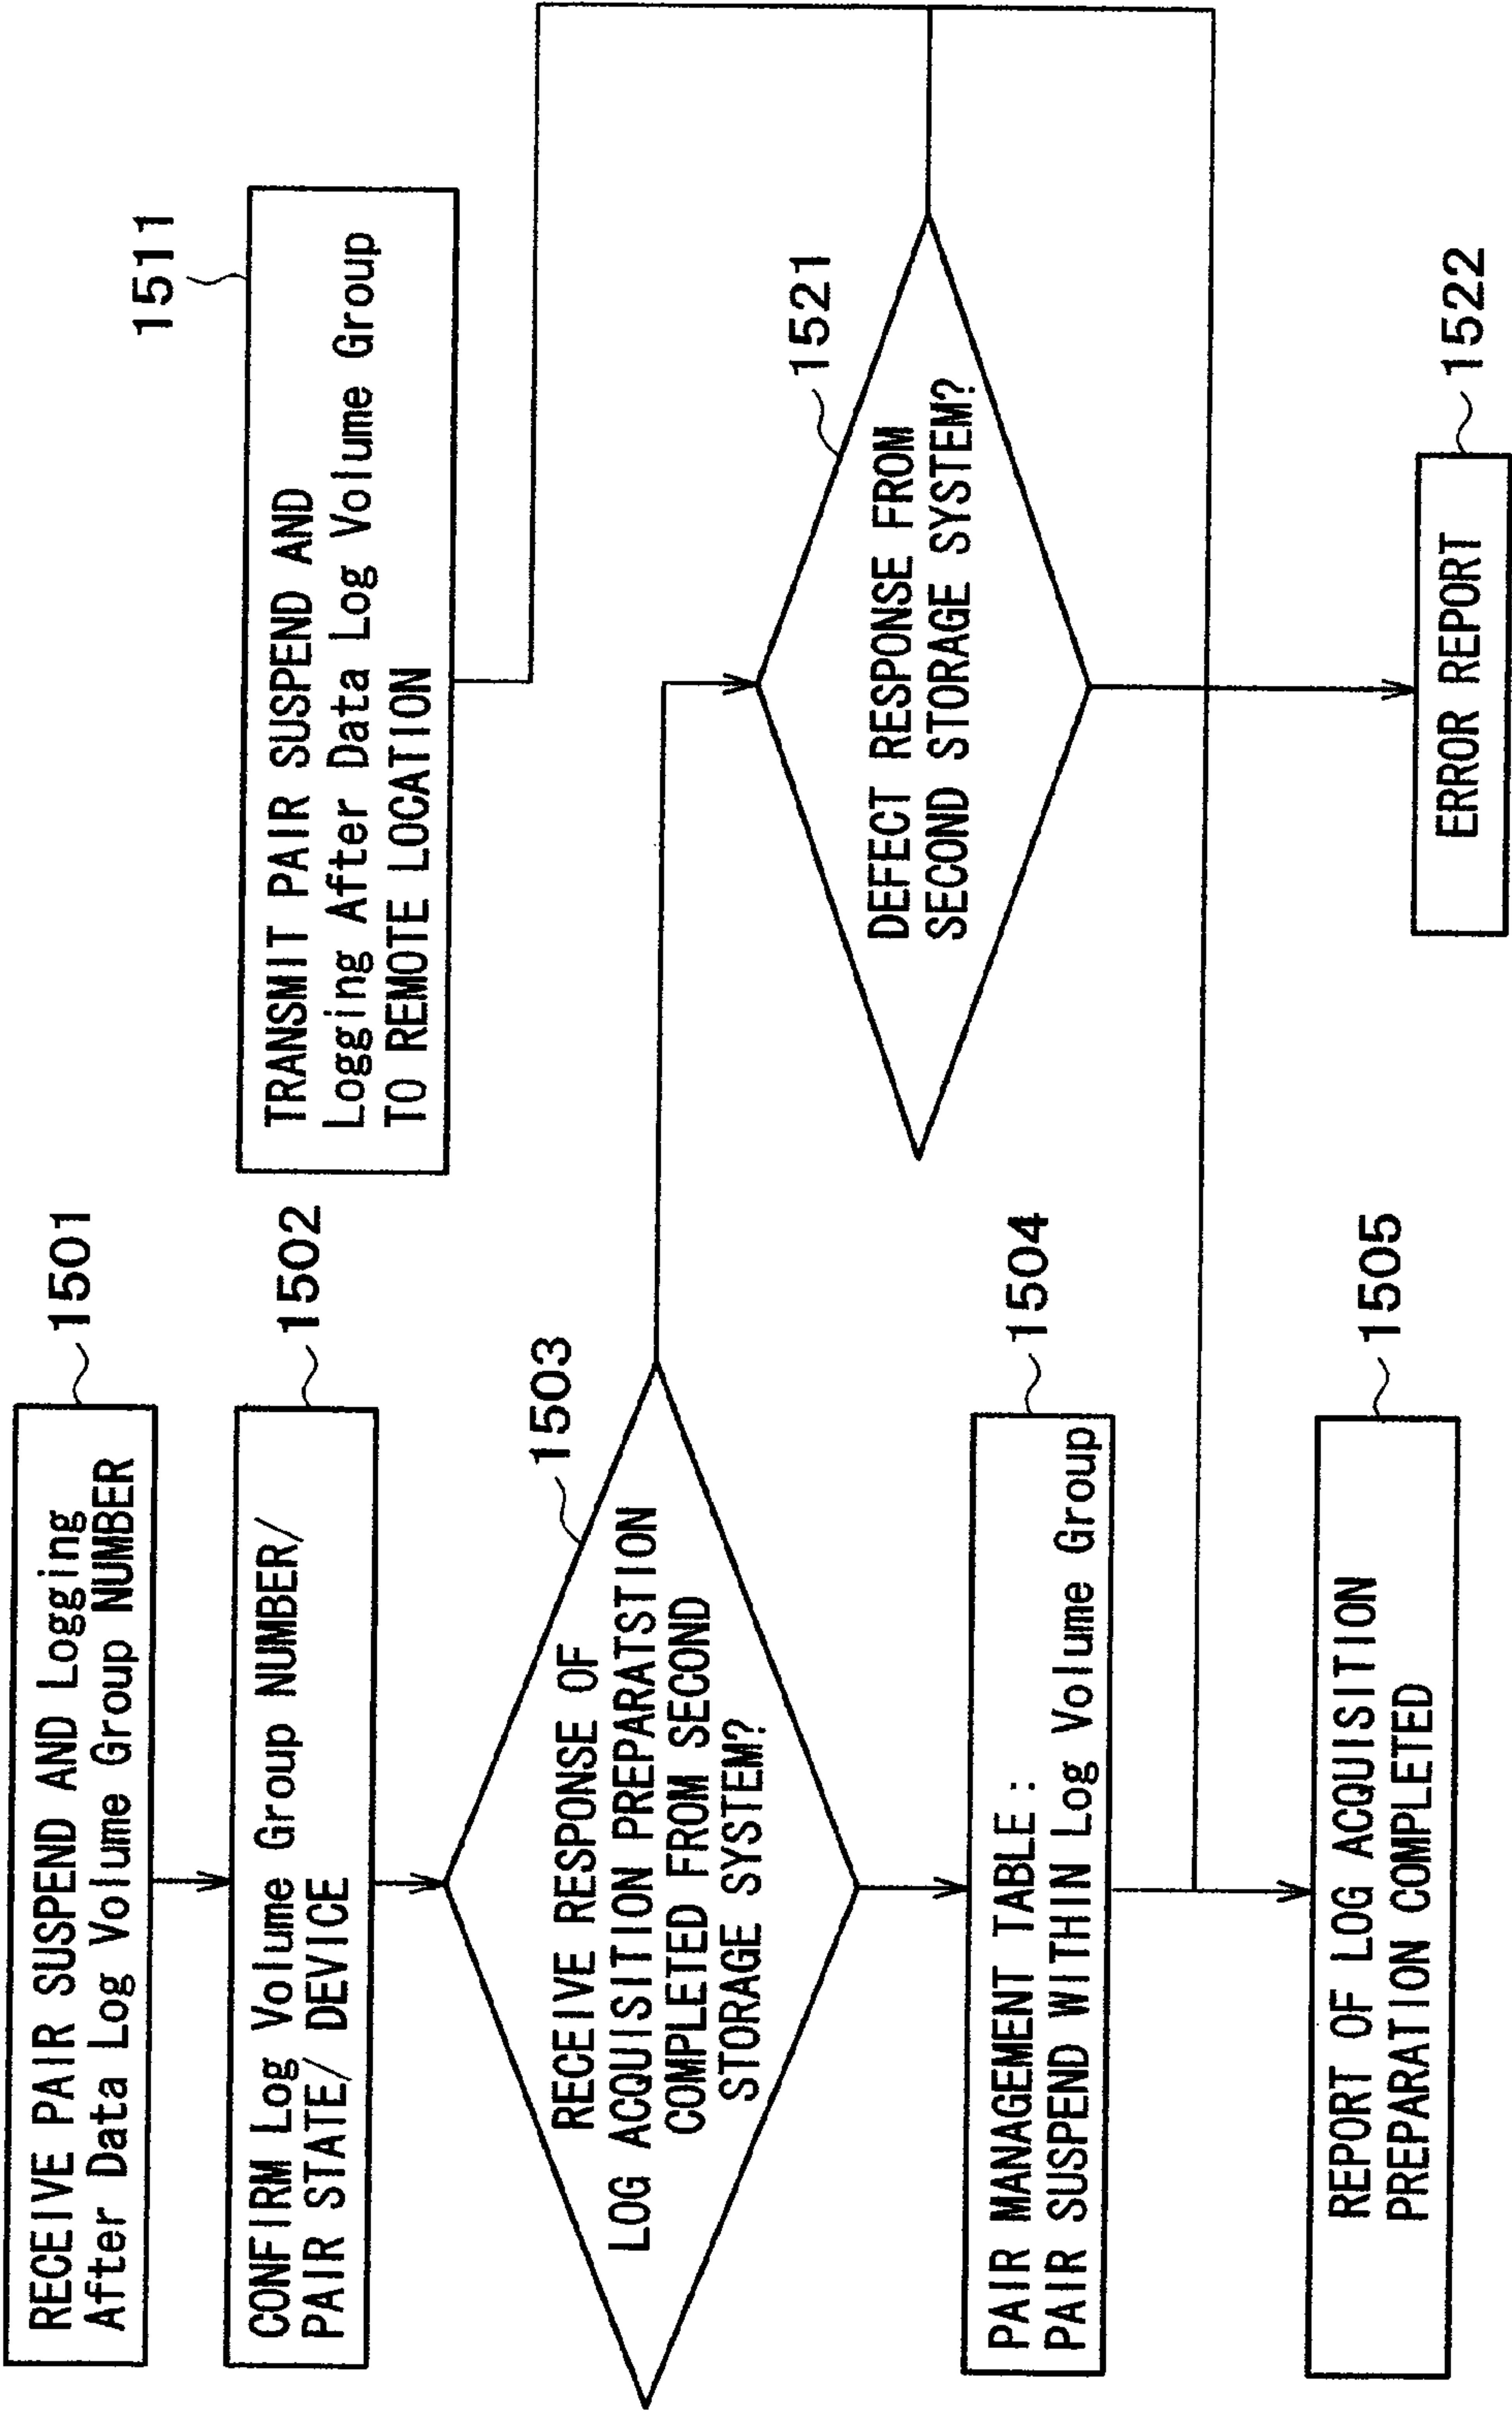 RECEIVE PAIR SUSPEND AND Logging
After Data Log Volume Group NUMBER
1501
CONFIRM Log Volume Group NUMBER/
PAIR STATE/ DEVICE
1502
RECEIVE RESPONSE OF
LOG ACQUISITION PREPARATSTION
COMPLETED FROM SECOND
STORAGE SYSTEM?
1503
PAIR MANAGEMENT TABLE:
PAIR SUSPEND WITHIN Log Volume Group
1504
REPORT OF LOG ACQUISITION
PREPARATION COMPLETED
1505
TRANSMIT PAIR SUSPEND AND
Logging After Data Log Volume Group
TO REMOTE LOCATION
1511
DEFECT RESPONSE FROM
SECOND STORAGE SYSTEM?
1521
ERROR REPORT
1522